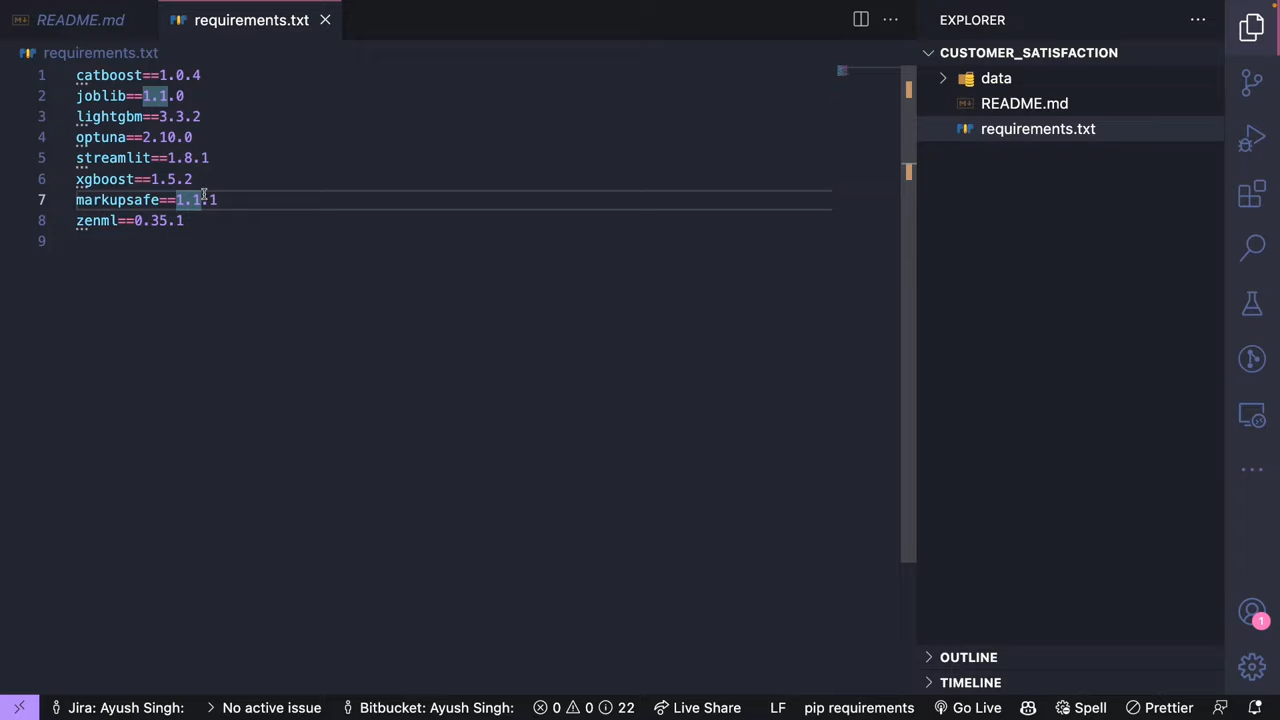 README.md
requirements.txt
requirements.txt
1 catboost==1.0.4
2 joblib==1.1.0
3 lightgbm==3.3.2
4 optuna==2.10.0
5 streamlit==1.8.1
6 xgboost==1.5.2
7 markupsafe==1.1.1
8 zenml==0.35.1
9
EXPLORER
CUSTOMER_SATISFACTION
data
README.md
requirements.txt
OUTLINE
TIMELINE
1
Jira: Ayush Singh: No active issue Bitbucket: Ayush Singh: 0 0 22 Live Share LF pip requirements Go Live Spell Prettier